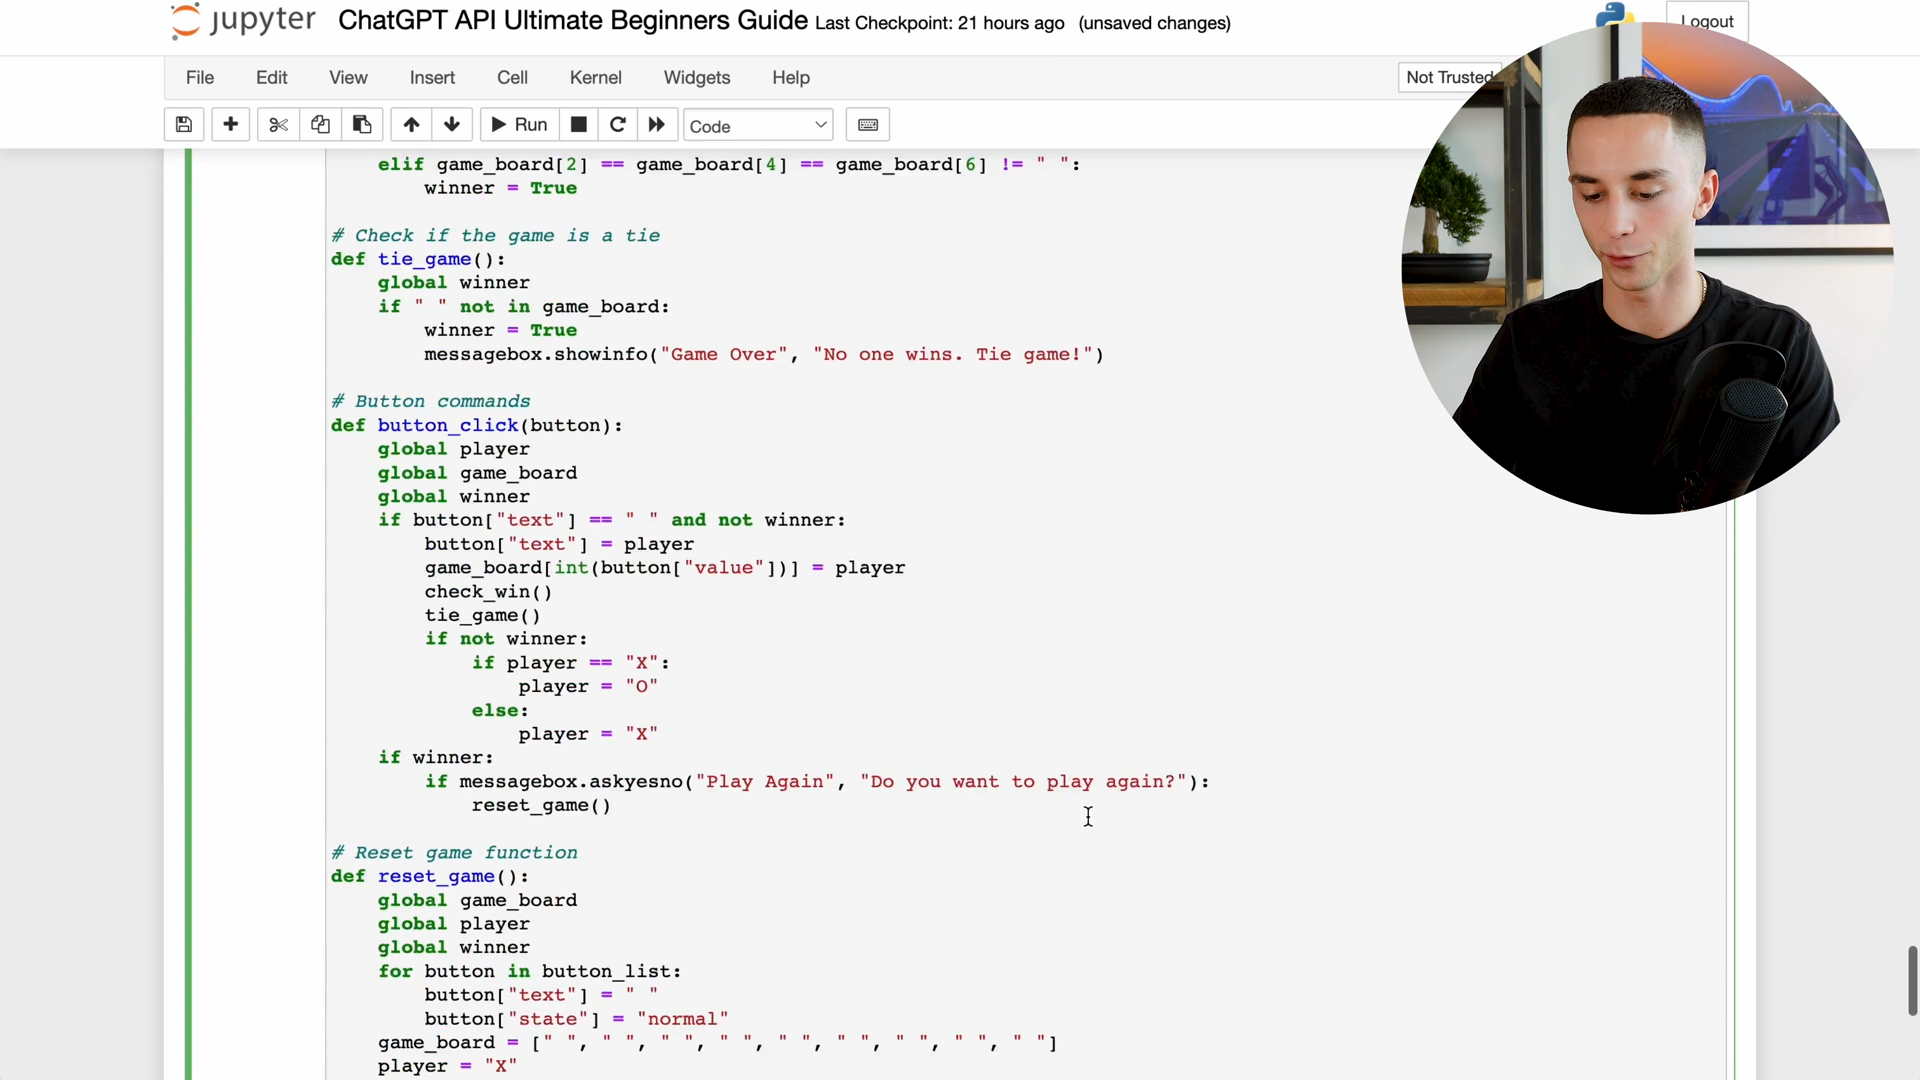 jupyter ChatGPT API Ultimate Beginners Guide Last Checkpoint: 21 hours ago (unsaved changes) Logout
File Edit View Insert Cell Kernel Widgets Help Not Trusted
Run Code
elif game_board[2] == game_board[4] == game_board[6] != " ":
winner = True
# Check if the game is a tie
def tie_game():
global winner
if " " not in game_board:
winner = True
messagebox.showinfo("Game Over", "No one wins. Tie game!")
# Button commands
def button_click(button):
global player
global game_board
global winner
if button["text"] == " " and not winner:
button["text"] = player
game_board[int(button["value"])] = player
check_win()
tie_game()
if not winner:
if player == "X":
player = "O"
else:
player = "X"
if winner:
if messagebox.askyesno("Play Again", "Do you want to play again?"):
reset_game()
# Reset game function
def reset_game():
global game_board
global player
global winner
for button in button_list:
button["text"] = " "
button["state"] = "normal"
game_board = [" ", " ", " ", " ", " ", " ", " ", " ", " "]
player = "X"